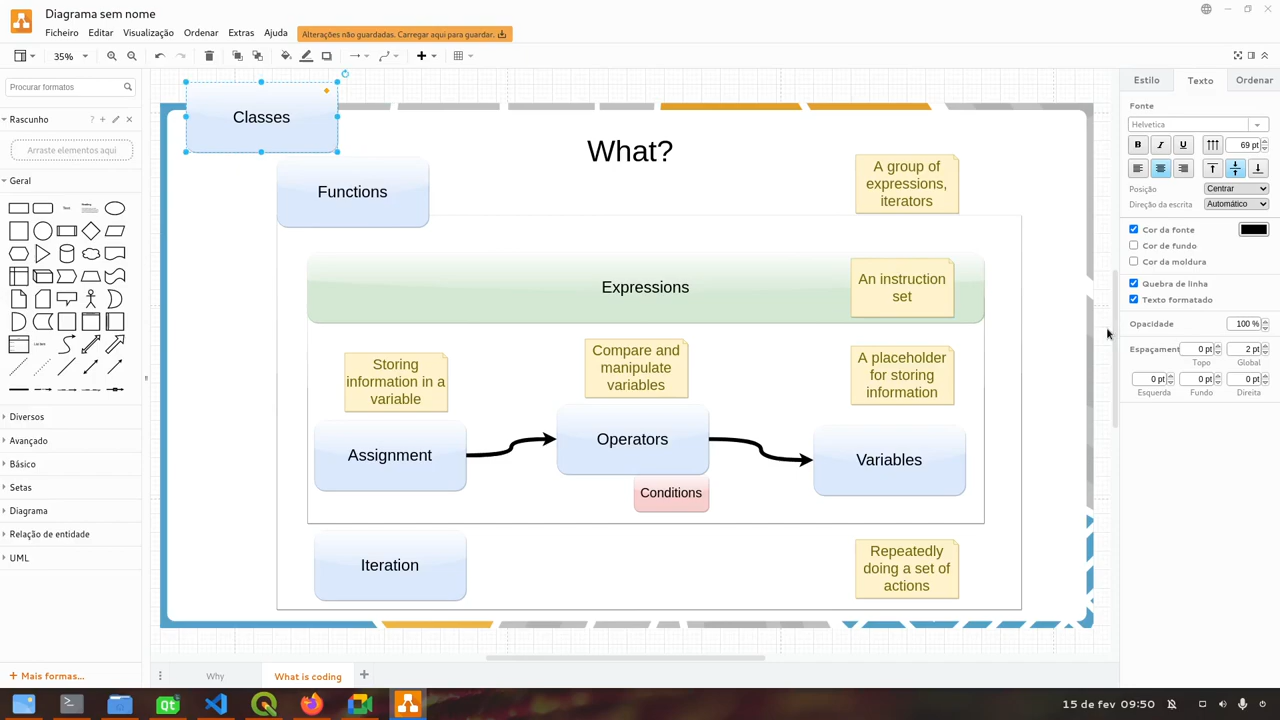 Diagrama sem nome
Ficheiro Editar Visualização Ordenar Extras Ajuda
Alterações não guardadas. Carregar aqui para guardar.
35%
Procurar formatos
Rascunho
?
Arraste elementos aqui
Geral
Text
Heading
List Item
Diversos
Avançado
Básico
Setas
Diagrama
Relação de entidade
UML
+ Mais formas...
Classes
What?
Functions
A group of
expressions,
iterators
Expressions
An instruction
set
Storing
information in a
variable
Compare and
manipulate
variables
A placeholder
for storing
information
Assignment
Operators
Variables
Conditions
Iteration
Repeatedly
doing a set of
actions
Why
What is coding
Estilo Texto Ordenar
Fonte
Helvetica
B I U 69 pt
Posição Centrar
Direção da escrita Automático
Cor da fonte
Cor de fundo
Cor da moldura
Quebra de linha
Texto formatado
Opacidade 100 %
Espaçament 0 pt 2 pt
Topo Global
0 pt 0 pt 0 pt
Esquerda Fundo Direita
Qt
15 de fev 09:50